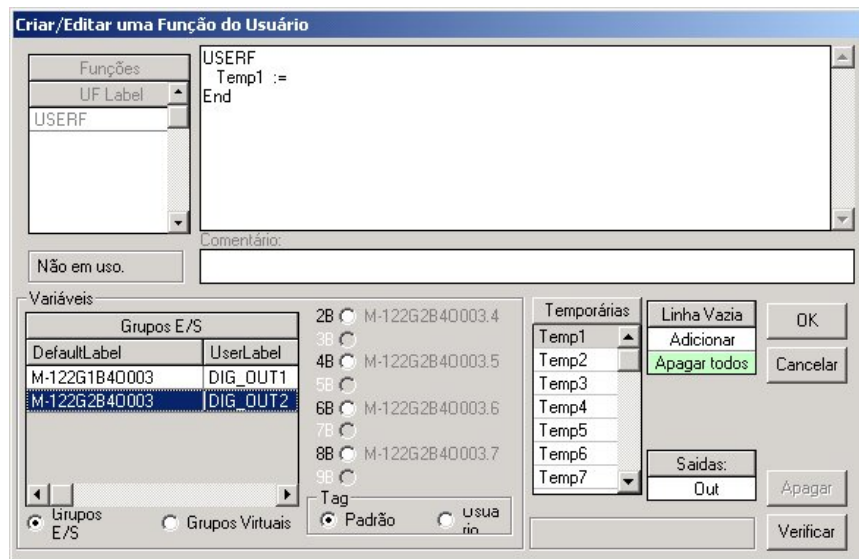 Criar/Editar uma Função do Usuário
Funções
UF Label
USERF
USERF
Temp1 :=
End
Comentário:
Não em uso.
Variáveis
Grupos E/S
DefaultLabel UserLabel
M-122G1B4O003 DIG_OUT1
M-122G2B4O003 DIG_OUT2
Grupos E/S
Grupos Virtuais
2B M-122G2B4O003.4
3B
4B M-122G2B4O003.5
5B
6B M-122G2B4O003.6
7B
8B M-122G2B4O003.7
9B
Tag
Padrão
Usua
rio
Temporárias
Temp1
Temp2
Temp3
Temp4
Temp5
Temp6
Temp7
Linha Vazia
Adicionar
Apagar todos
Saidas:
Out
OK
Cancelar
Apagar
Verificar